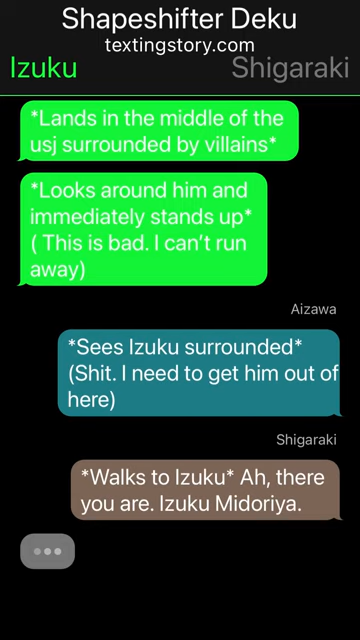 Shapeshifter Deku
textingstory.com
Izuku Shigaraki
*Lands in the middle of the
usj surrounded by villains*
*Looks around him and
immediately stands up*
( This is bad. I can’t run
away)
Aizawa
*Sees Izuku surrounded*
(Shit. I need to get him out of
here)
Shigaraki
*Walks to Izuku* Ah, there
you are. Izuku Midoriya.